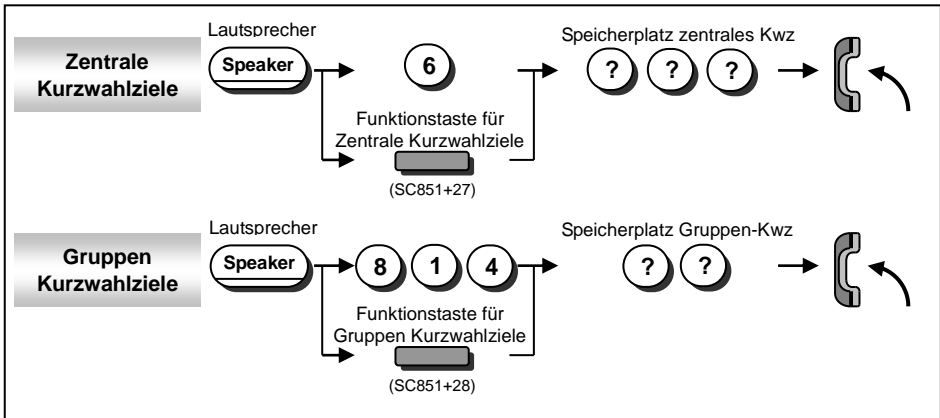 Zentrale
Kurzwahlziele
Lautsprecher
Speaker
6
Funktionstaste für
Zentrale Kurzwahlziele
(SC851+27)
Speicherplatz zentrales Kwz
? ? ?
Gruppen
Kurzwahlziele
Lautsprecher
Speaker
8 1 4
Funktionstaste für
Gruppen Kurzwahlziele
(SC851+28)
Speicherplatz Gruppen-Kwz
? ?